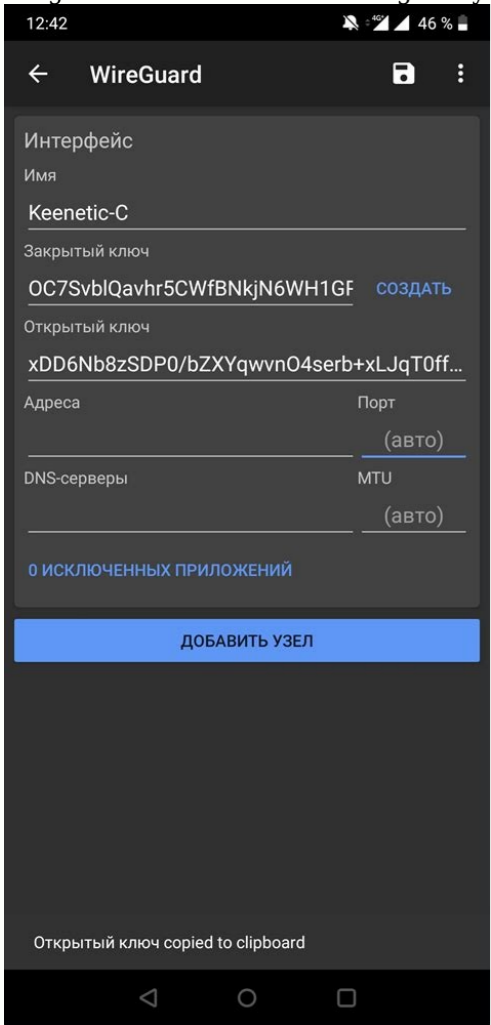 12:42 4G+ 46 %
WireGuard
Интерфейс
Имя
Keenetic-C
Закрытый ключ
СОЗДАТЬ
Открытый ключ
xDD6Nb8zSDP0/bZXYqwvnO4serb+xLJqT0ff...
Адреса Порт
(авто)
DNS-серверы MTU
(авто)
0 ИСКЛЮЧЕННЫХ ПРИЛОЖЕНИЙ
ДОБАВИТЬ УЗЕЛ
Открытый ключ copied to clipboard